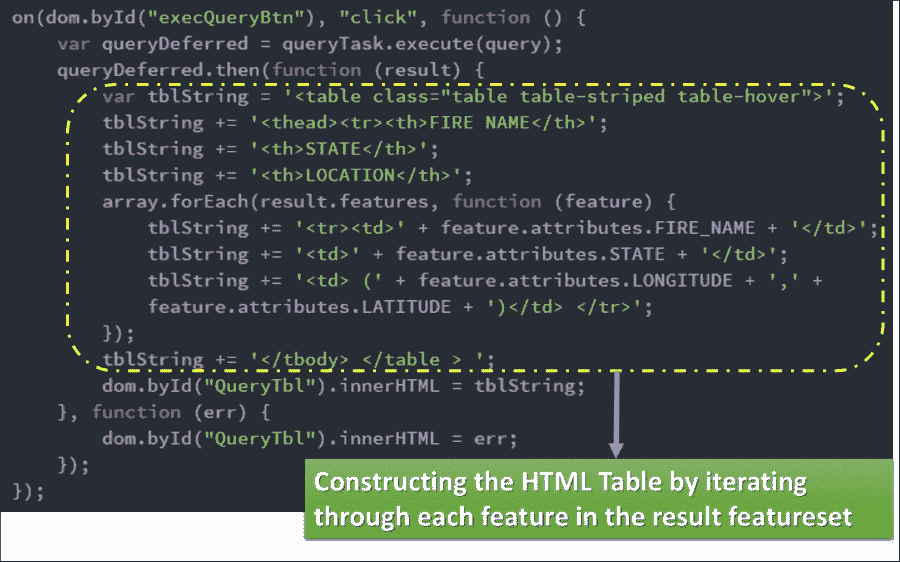 on(dom.byId("execQueryBtn"), "click", function () {
    var queryDeferred = queryTask.execute(query);
    queryDeferred.then(function (result) {
        var tblString = '<table class="table table-striped table-hover">';
        tblString += '<thead><tr><th>FIRE NAME</th>';
        tblString += '<th>STATE</th>';
        tblString += '<th>LOCATION</th>';
        array.forEach(result.features, function (feature) {
            tblString += '<tr><td>' + feature.attributes.FIRE_NAME + '</td>';
            tblString += '<td>' + feature.attributes.STATE + '</td>';
            tblString += '<td> (' + feature.attributes.LONGITUDE + ',' +
            feature.attributes.LATITUDE + ')</td> </tr>';
        });
        tblString += '</tbody> </table > ';
        dom.byId("QueryTbl").innerHTML = tblString;
    }, function (err) {
        dom.byId("QueryTbl").innerHTML = err;
    });
});
Constructing the HTML Table by iterating
through each feature in the result featureset